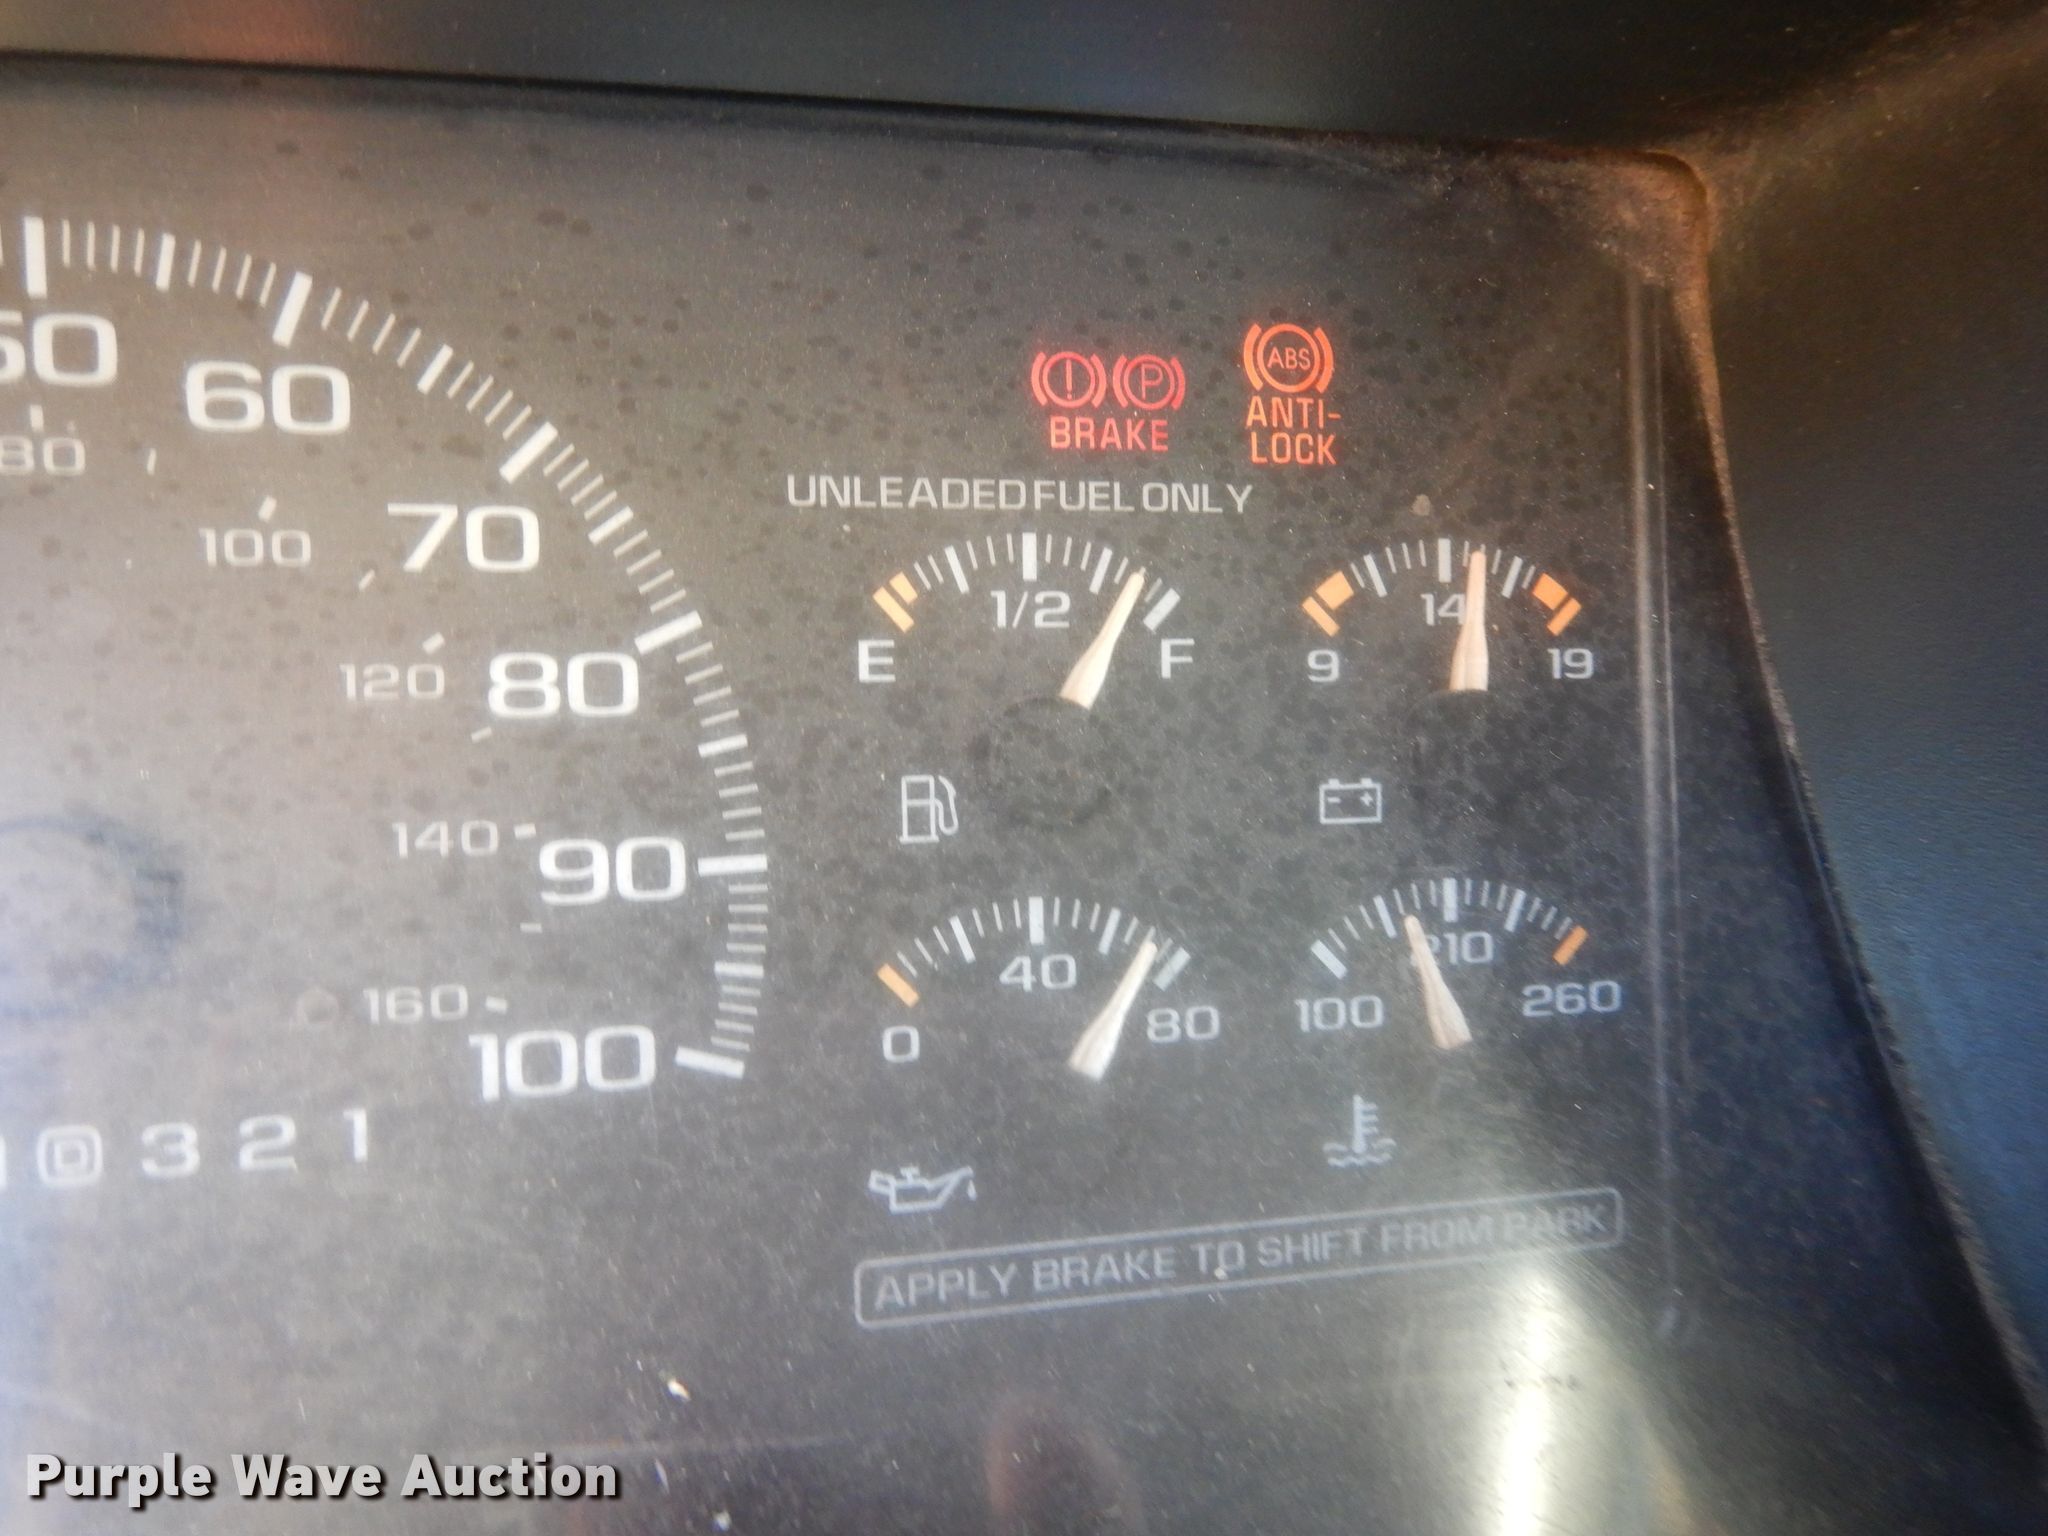 BRAKE
ABS
ANTI-
LOCK
UNLEADED FUEL ONLY
60
80
100
70
120
80
140
90
160
100
D 3 2 1
1/2
E F
14
9 19
40
0 80
210
100 260
APPLY BRAKE TO SHIFT FROM PARK
Purple Wave Auction